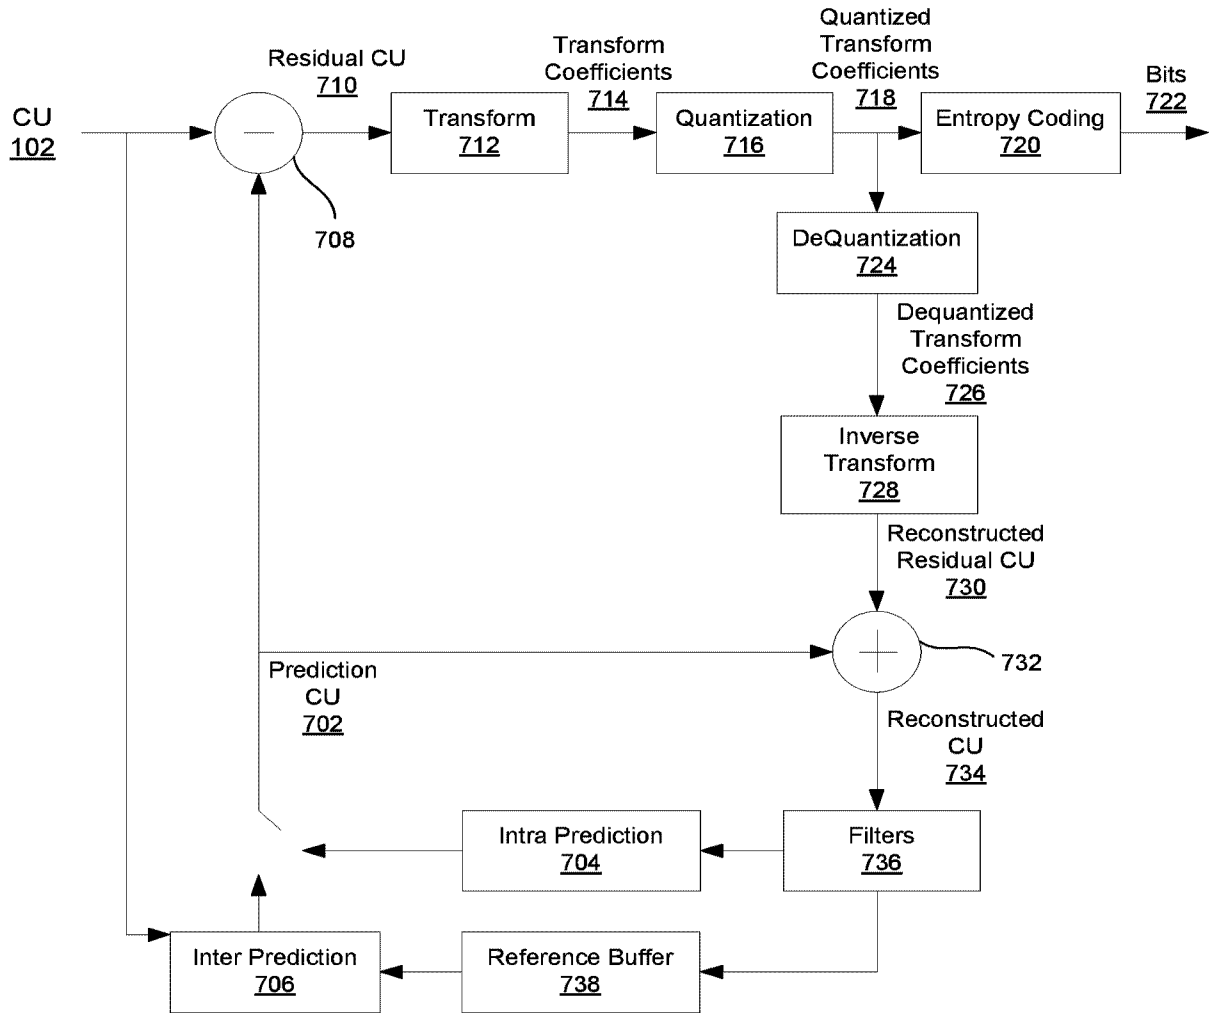 CU
102
Residual CU
710
708
Transform
712
Transform
Coefficients
714
Quantization
716
Quantized
Transform
Coefficients
718
Entropy Coding
720
Bits
722
DeQuantization
724
Dequantized
Transform
Coefficients
726
Inverse
Transform
728
Reconstructed
Residual CU
730
732
Prediction
CU
702
Reconstructed
CU
734
Intra Prediction
704
Filters
736
Inter Prediction
706
Reference Buffer
738